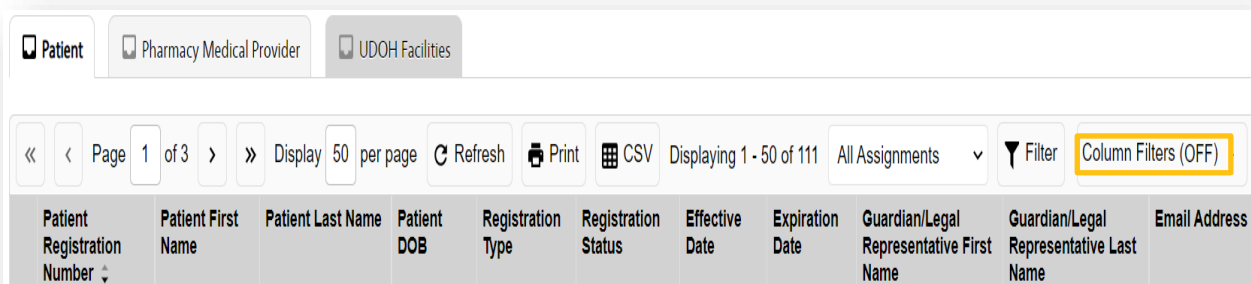 Patient Pharmacy Medical Provider UDOH Facilities
« ‹ Page 1 of 3 › » Display 50 per page Refresh Print CSV Displaying 1 - 50 of 111 All Assignments Filter Column Filters (OFF)
Patient Registration Number
Patient First Name
Patient Last Name
Patient DOB
Registration Type
Registration Status
Effective Date
Expiration Date
Guardian/Legal Representative First Name
Guardian/Legal Representative Last Name
Email Address